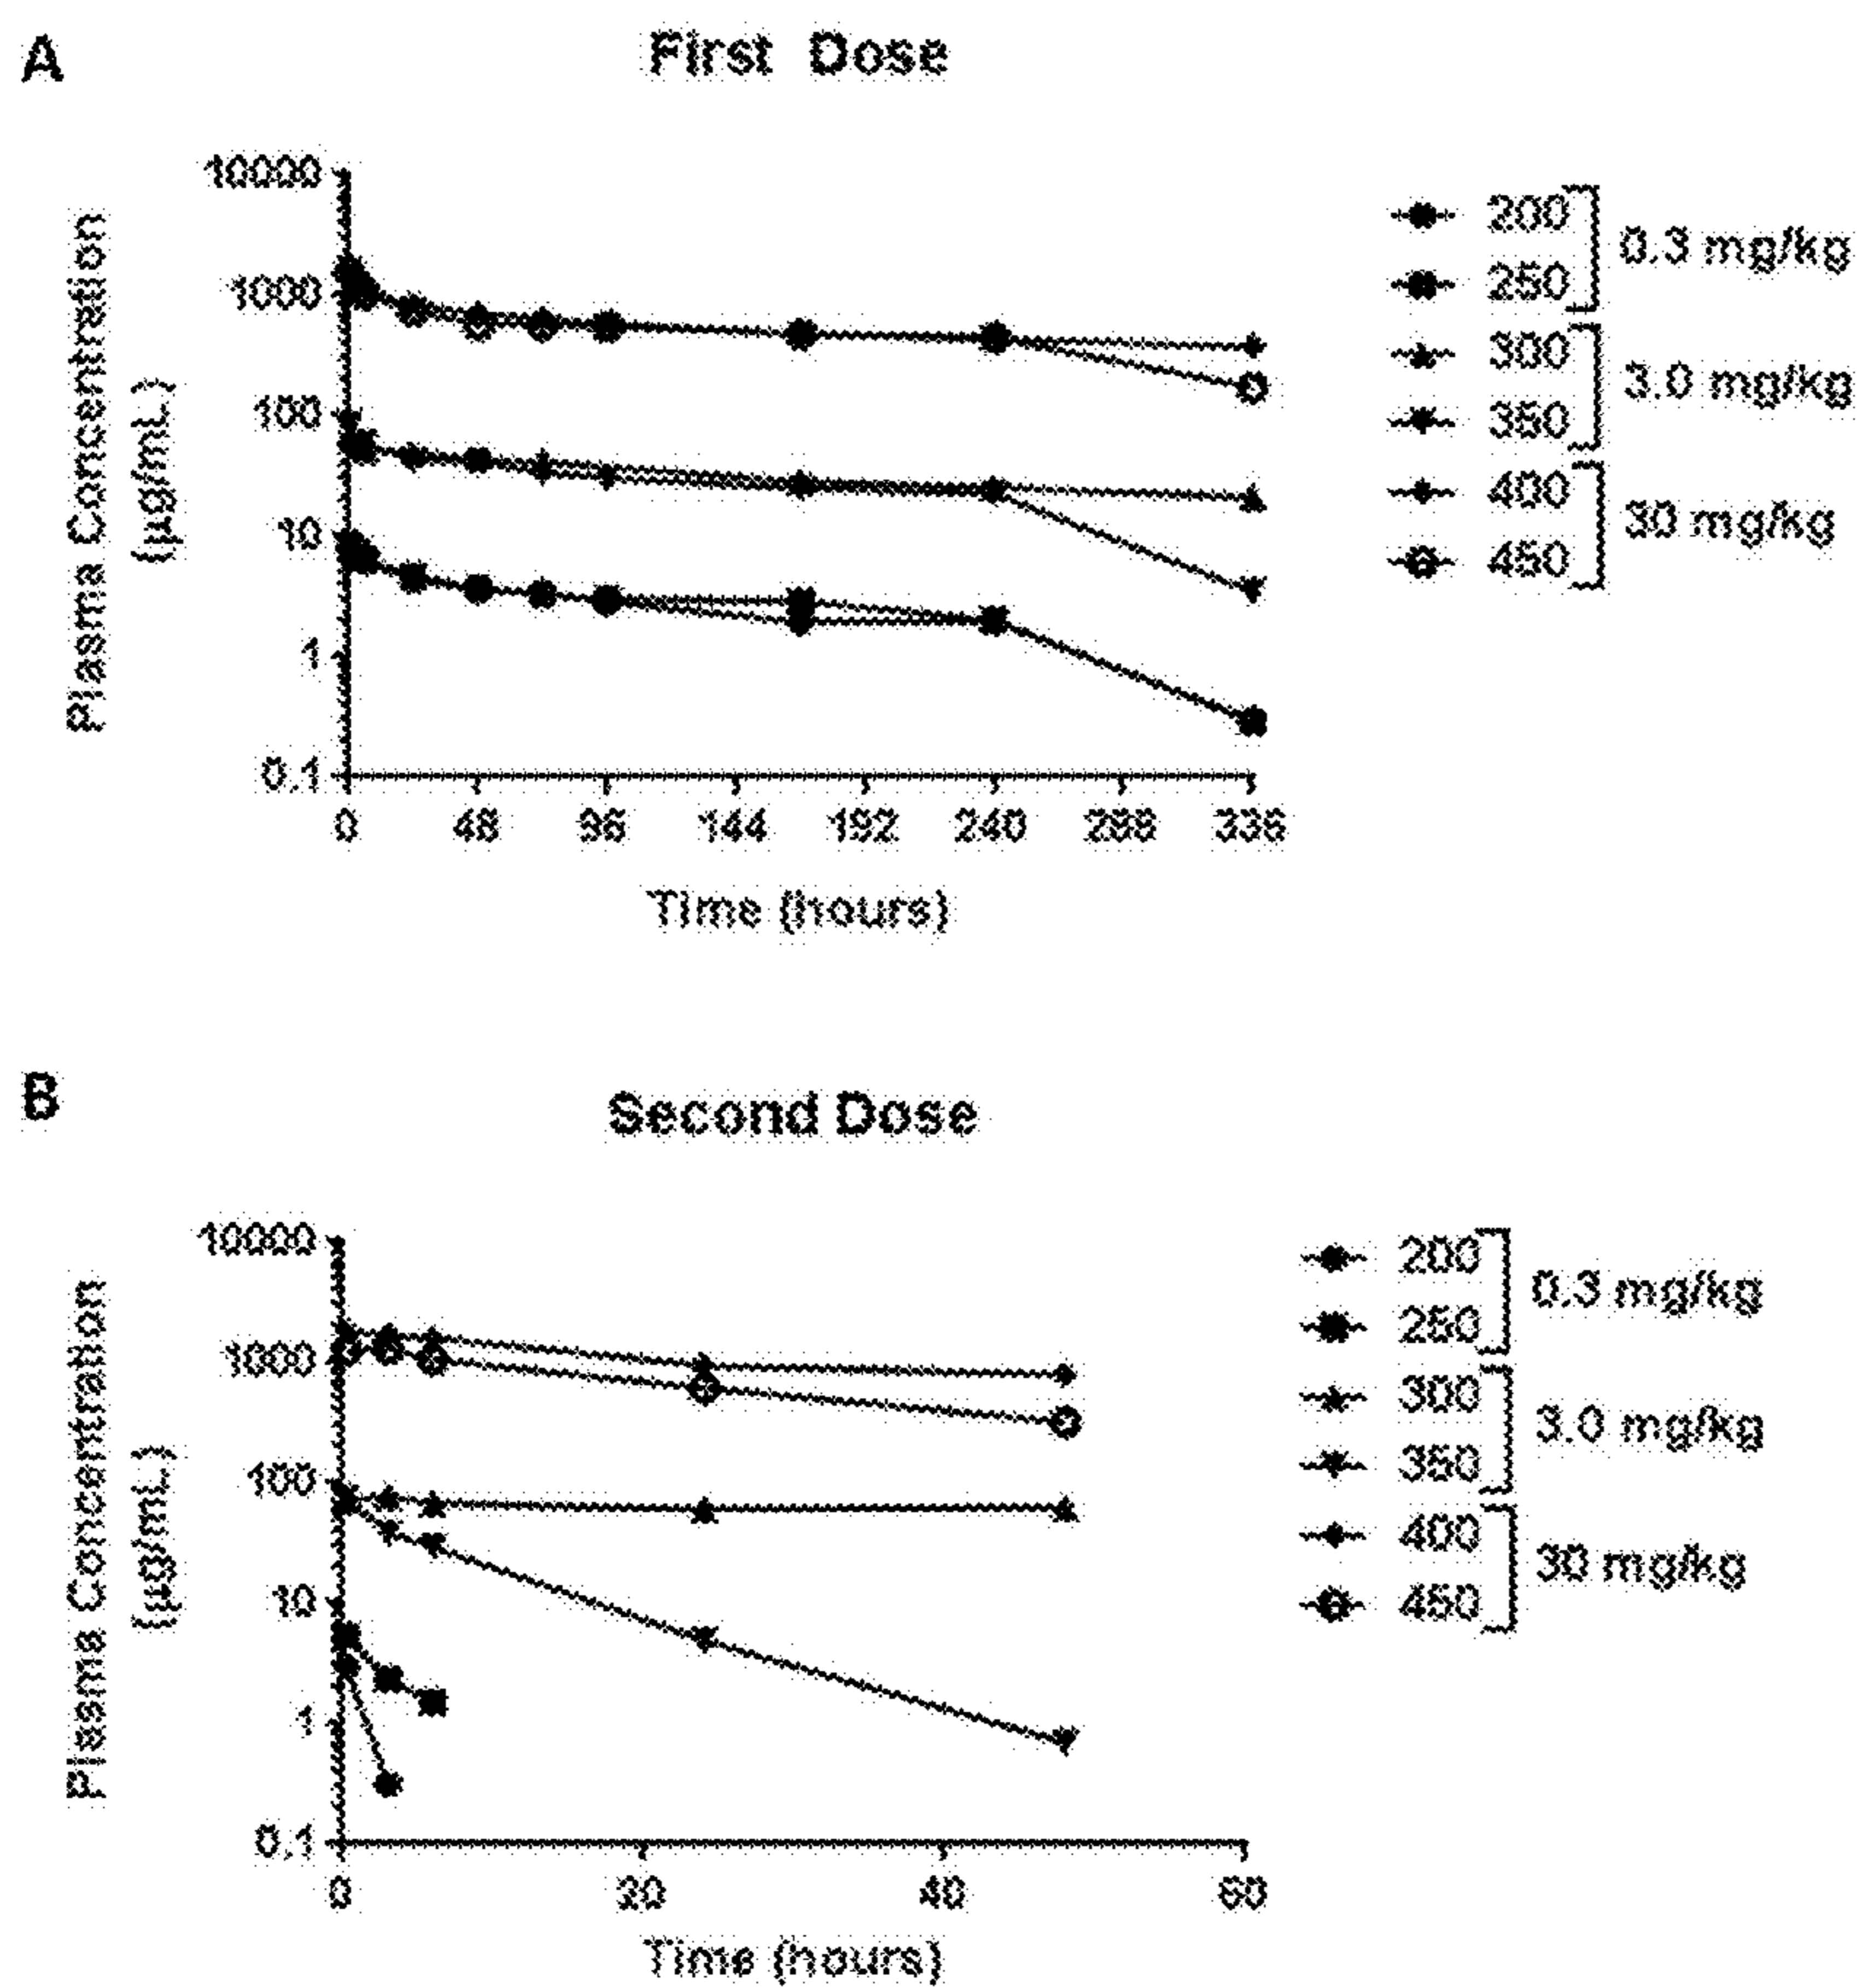 A
First Dose
Plasma Concentration
(µg/mL)
10000
1000
100
10
1
0.1
0 48 96 144 192 240 288 336
Time (hours)
200
250
0.3 mg/kg
300
350
3.0 mg/kg
400
450
30 mg/kg
B
Second Dose
Plasma Concentration
(µg/mL)
10000
1000
100
10
1
0.1
0 20 40 60
Time (hours)
200
250
0.3 mg/kg
300
350
3.0 mg/kg
400
450
30 mg/kg